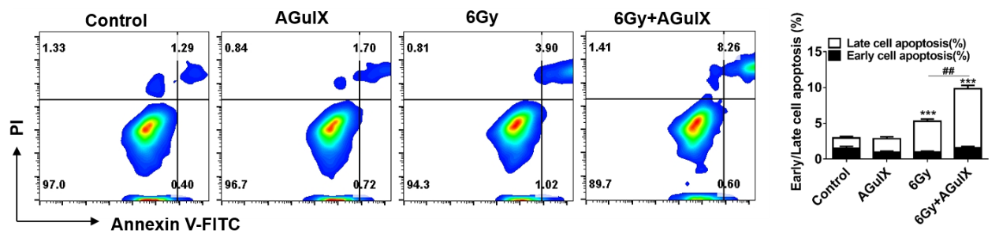 Control
AGuIX
6Gy
6Gy+AGuIX
1.33
1.29
97.0
0.40
0.84
1.70
96.7
0.72
0.81
3.90
94.3
1.02
1.41
8.26
89.7
0.60
PI
Annexin V-FITC
Early/Late cell apoptosis (%)
Late cell apoptosis(%)
Early cell apoptosis(%)
15
10
5
0
***
##
***
Control
AGuIX
6Gy
6Gy+AGuIX